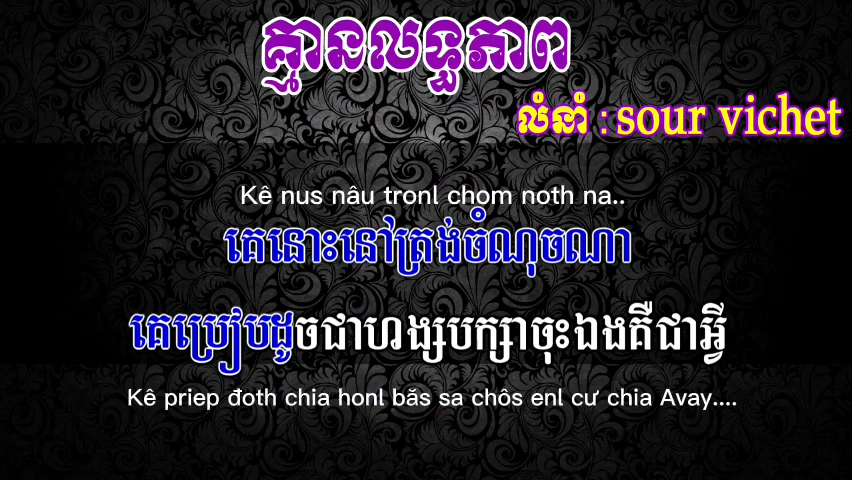 គ្មានលទ្ធភាព
លំនាំ : sour vichet
Kê nus nâu tronl chom noth na..
គេនោះនៅត្រង់ចំណុចណា
គេប្រៀបដូចជាហង្សបក្សាចុះឯងគឺជាអ្វី
Kê priep đoth chia honl băs sa chôs enl cư chia Avay....